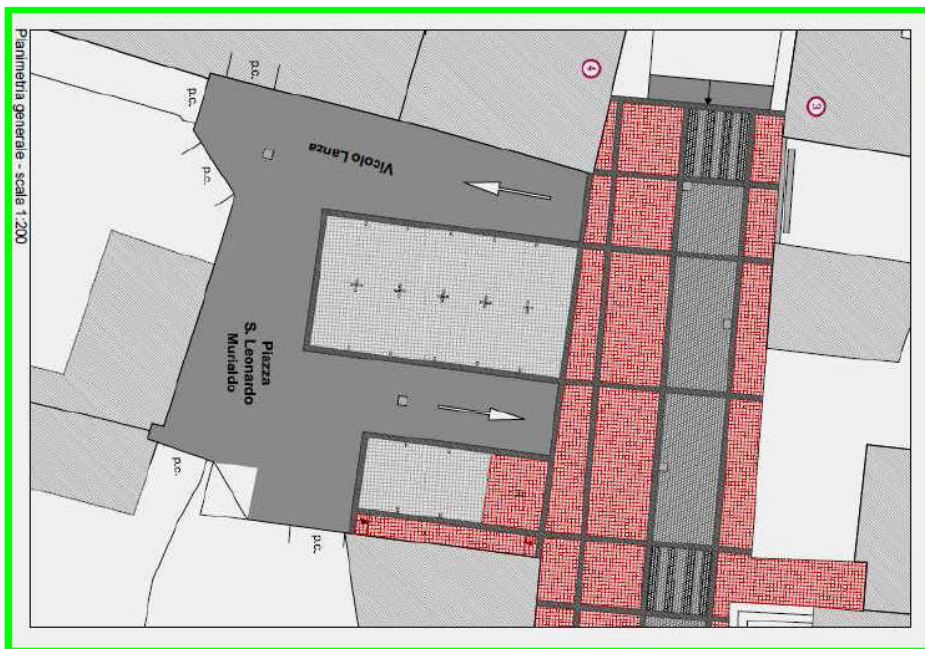 Planimetria generale - scala 1:200
p.c.
p.c.
p.c.
Vicolo Lanza
4
3
Piazza
S. Leonardo
Murialdo
p.c.
p.c.